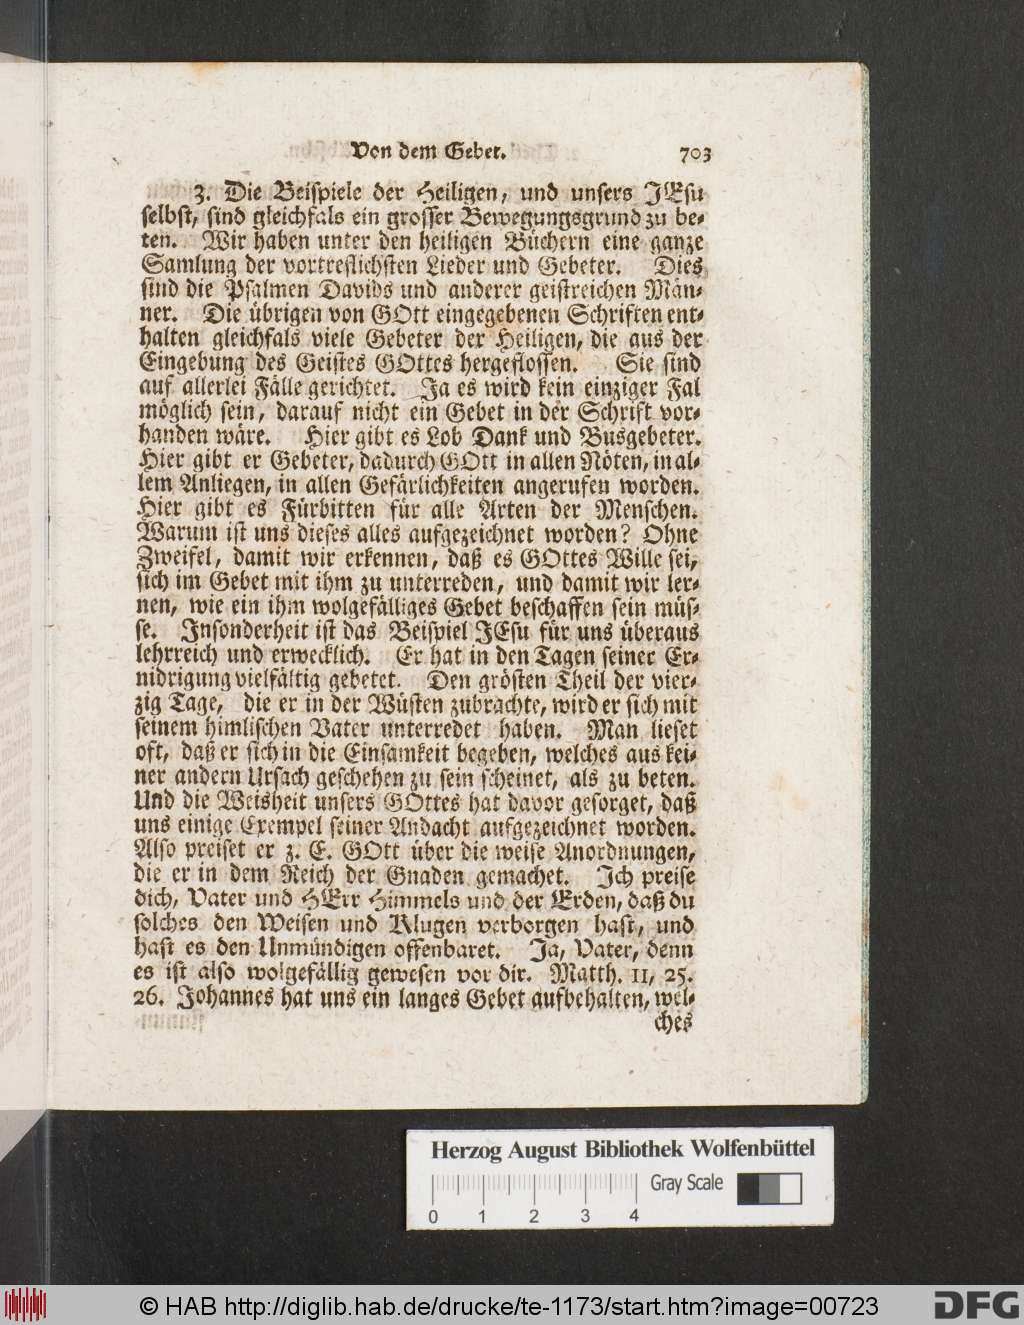 Von dem Gebet. 703
3. Die Beispiele der Heiligen, und unsers JEsu
selbst, sind gleichfals ein grosser Bewegungsgrund zu be-
ten. Wir haben unter den heiligen Büchern eine ganze
Samlung der vortreflichsten Lieder und Gebeter. Dies
sind die Psalmen Davids und anderer geistreichen Män-
ner. Die übrigen von GOtt eingegebenen Schriften ent-
halten gleichfals viele Gebeter der Heiligen, die aus der
Eingebung des Geistes GOttes hergeflossen. Sie sind
auf allerlei Fälle gerichtet. Ja es wird kein einziger Fal
möglich sein, darauf nicht ein Gebet in der Schrift vor-
handen wäre. Hier gibt es Lob Dank und Busgebeter.
Hier gibt er Gebeter, dadurch GOtt in allen Nöten, in al-
lem Anliegen, in allen Gefärlichkeiten angerufen worden.
Hier gibt es Fürbitten für alle Arten der Menschen.
Warum ist uns dieses alles aufgezeichnet worden? Ohne
Zweifel, damit wir erkennen, daß es GOttes Wille sei,
sich im Gebet mit ihm zu unterreden, und damit wir ler-
nen, wie ein ihm wolgefälliges Gebet beschaffen sein müs-
se. Insonderheit ist das Beispiel JEsu für uns überaus
lehrreich und erwecklich. Er hat in den Tagen seiner Er-
nidrigung vielfältig gebetet. Den grösten Theil der vier-
zig Tage, die er in der Wüsten zubrachte, wird er sich mit
seinem himlischen Vater unterredet haben. Man lieset
oft, daß er sich in die Einsamkeit begeben, welches aus kei-
ner andern Ursach geschehen zu sein scheinet, als zu beten.
Und die Weisheit unsers GOttes hat davor gesorget, daß
uns einige Exempel seiner Andacht aufgezeichnet worden.
Also preiset er z. E. GOtt über die weise Anordnungen,
die er in dem Reich der Gnaden gemachet. Ich preise
dich, Vater und HErr Himmels und der Erden, daß du
solches den Weisen und Klugen verborgen hast, und
hast es den Unmündigen offenbaret. Ja, Vater, denn
es ist also wolgefällig gewesen vor dir. Matth. 11, 25.
26. Johannes hat uns ein langes Gebet aufbehalten, wel-
ches
Herzog August Bibliothek Wolfenbüttel
Gray Scale
0 1 2 3 4
© HAB http://diglib.hab.de/drucke/te-1173/start.htm?image=00723
DFG